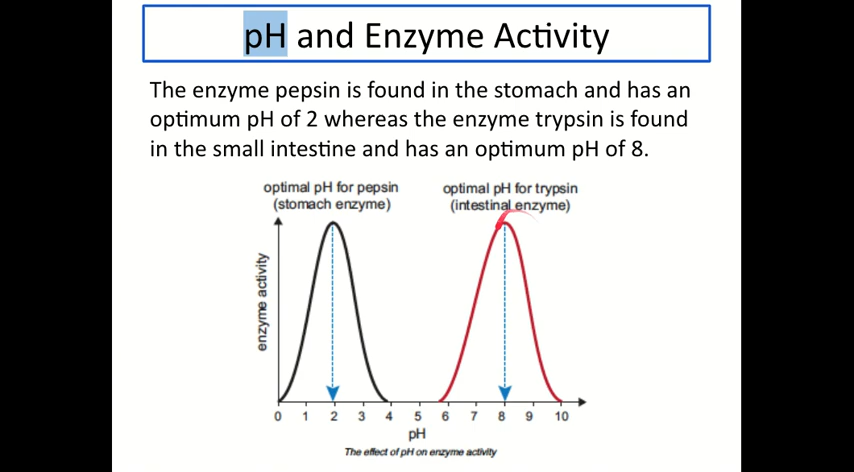 pH and Enzyme Activity
The enzyme pepsin is found in the stomach and has an
optimum pH of 2 whereas the enzyme trypsin is found
in the small intestine and has an optimum pH of 8.
optimal pH for pepsin
(stomach enzyme)
optimal pH for trypsin
(intestinal enzyme)
enzyme activity
0 1 2 3 4 5 6 7 8 9 10
pH
The effect of pH on enzyme activity